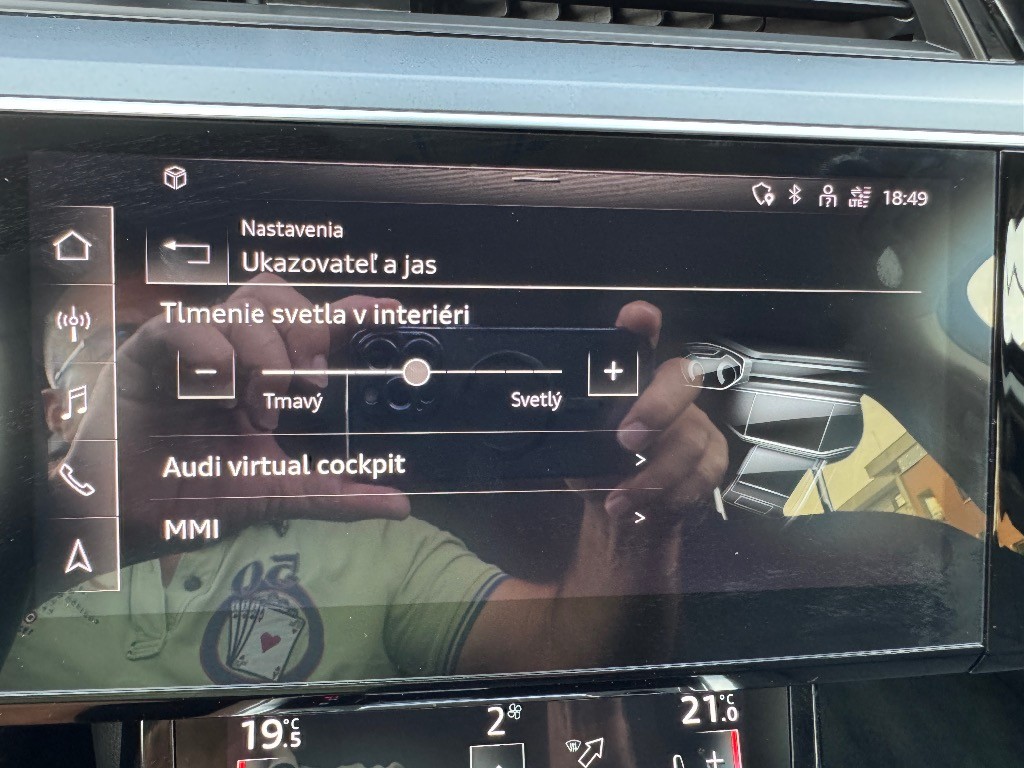 LTE
18:49
Nastavenia
Ukazovateľ a jas
Tlmenie svetla v interiéri
− +
Tmavý Svetlý
Audi virtual cockpit >
MMI >
19.5 °C
2
21.0 °C